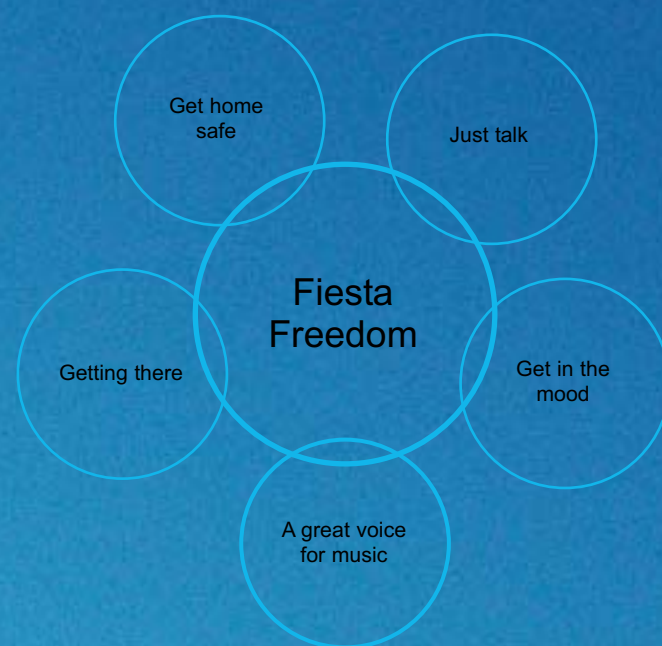 Get home
safe
Just talk
Fiesta
Freedom
Getting there
Get in the
mood
A great voice
for music